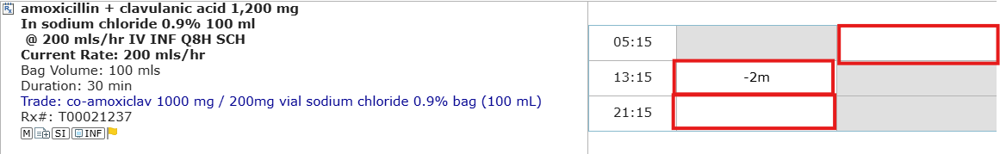 amoxicillin + clavulanic acid 1,200 mg
In sodium chloride 0.9% 100 ml
@ 200 mls/hr IV INF Q8H SCH
Current Rate: 200 mls/hr
Bag Volume: 100 mls
Duration: 30 min
Trade: co-amoxiclav 1000 mg / 200mg vial sodium chloride 0.9% bag (100 mL)
Rx#: T00021237
M SI INF
05:15
13:15 -2m
21:15